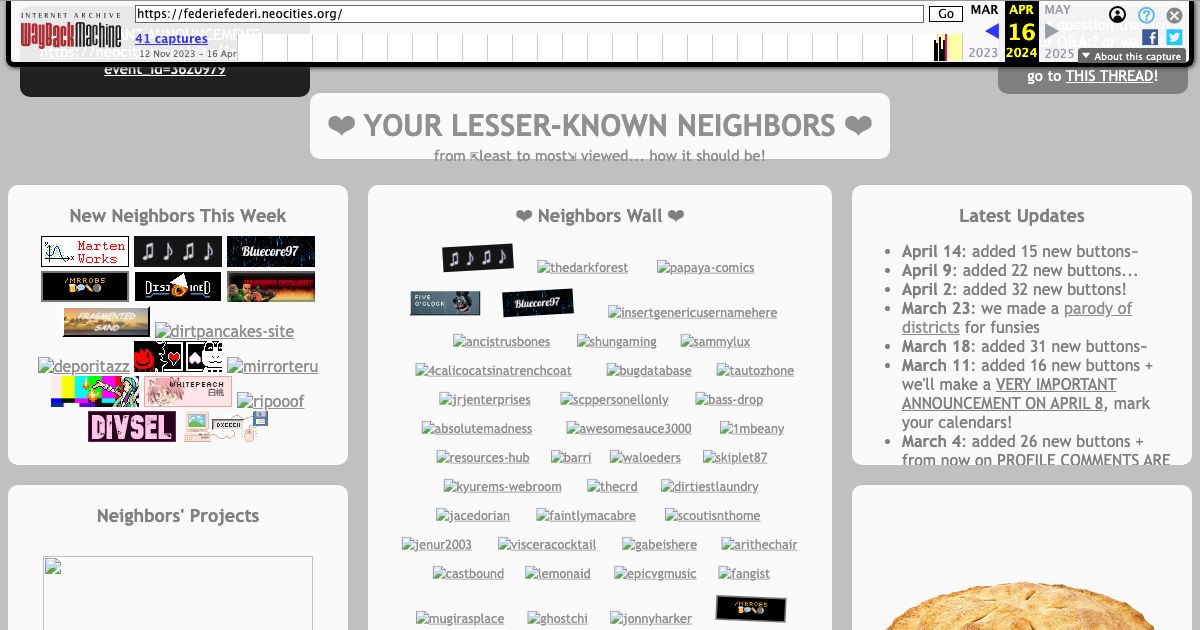 INTERNET ARCHIVE
WayBackMachine
https://federiefederi.neocities.org/
Go
MAR
APR
MAY
41 captures
12 Nov 2023 – 16 Apr
16
2023
2024
2025
About this capture
event_id=3620979
go to THIS THREAD!
❤ YOUR LESSER-KNOWN NEIGHBORS ❤
from ⇱least to most⇲ viewed... how it should be!
New Neighbors This Week
Marten
Works
Bluecore97
/MRROBS
DISJOINED
FRAGMENTED
SAND
dirtpancakes-site
deporitazz
mirrorteru
WHITEPEACH
白桃
ripooof
DIVSEL
DXCECH
Neighbors' Projects
❤ Neighbors Wall ❤
thedarkforest
papaya-comics
FIVE
O'CLOCK
Bluecore97
insertgenericusernamehere
ancistrusbones
shungaming
sammylux
4calicocatsinatrenchcoat
bugdatabase
tautozhone
jrjenterprises
scppersonellonly
bass-drop
absolutemadness
awesomesauce3000
1mbeany
resources-hub
barri
waloeders
skiplet87
kyurems-webroom
thecrd
dirtiestlaundry
jacedorian
faintlymacabre
scoutisnthome
jenur2003
visceracocktail
gabeishere
arithechair
castbound
lemonaid
epicvgmusic
fangist
mugirasplace
ghostchi
jonnyharker
/MRROBS
Latest Updates
• April 14: added 15 new buttons~
• April 9: added 22 new buttons...
• April 2: added 32 new buttons!
• March 23: we made a parody of
districts for funsies
• March 18: added 31 new buttons~
• March 11: added 16 new buttons +
we'll make a VERY IMPORTANT
ANNOUNCEMENT ON APRIL 8, mark
your calendars!
• March 4: added 26 new buttons +
from now on PROFILE COMMENTS ARE